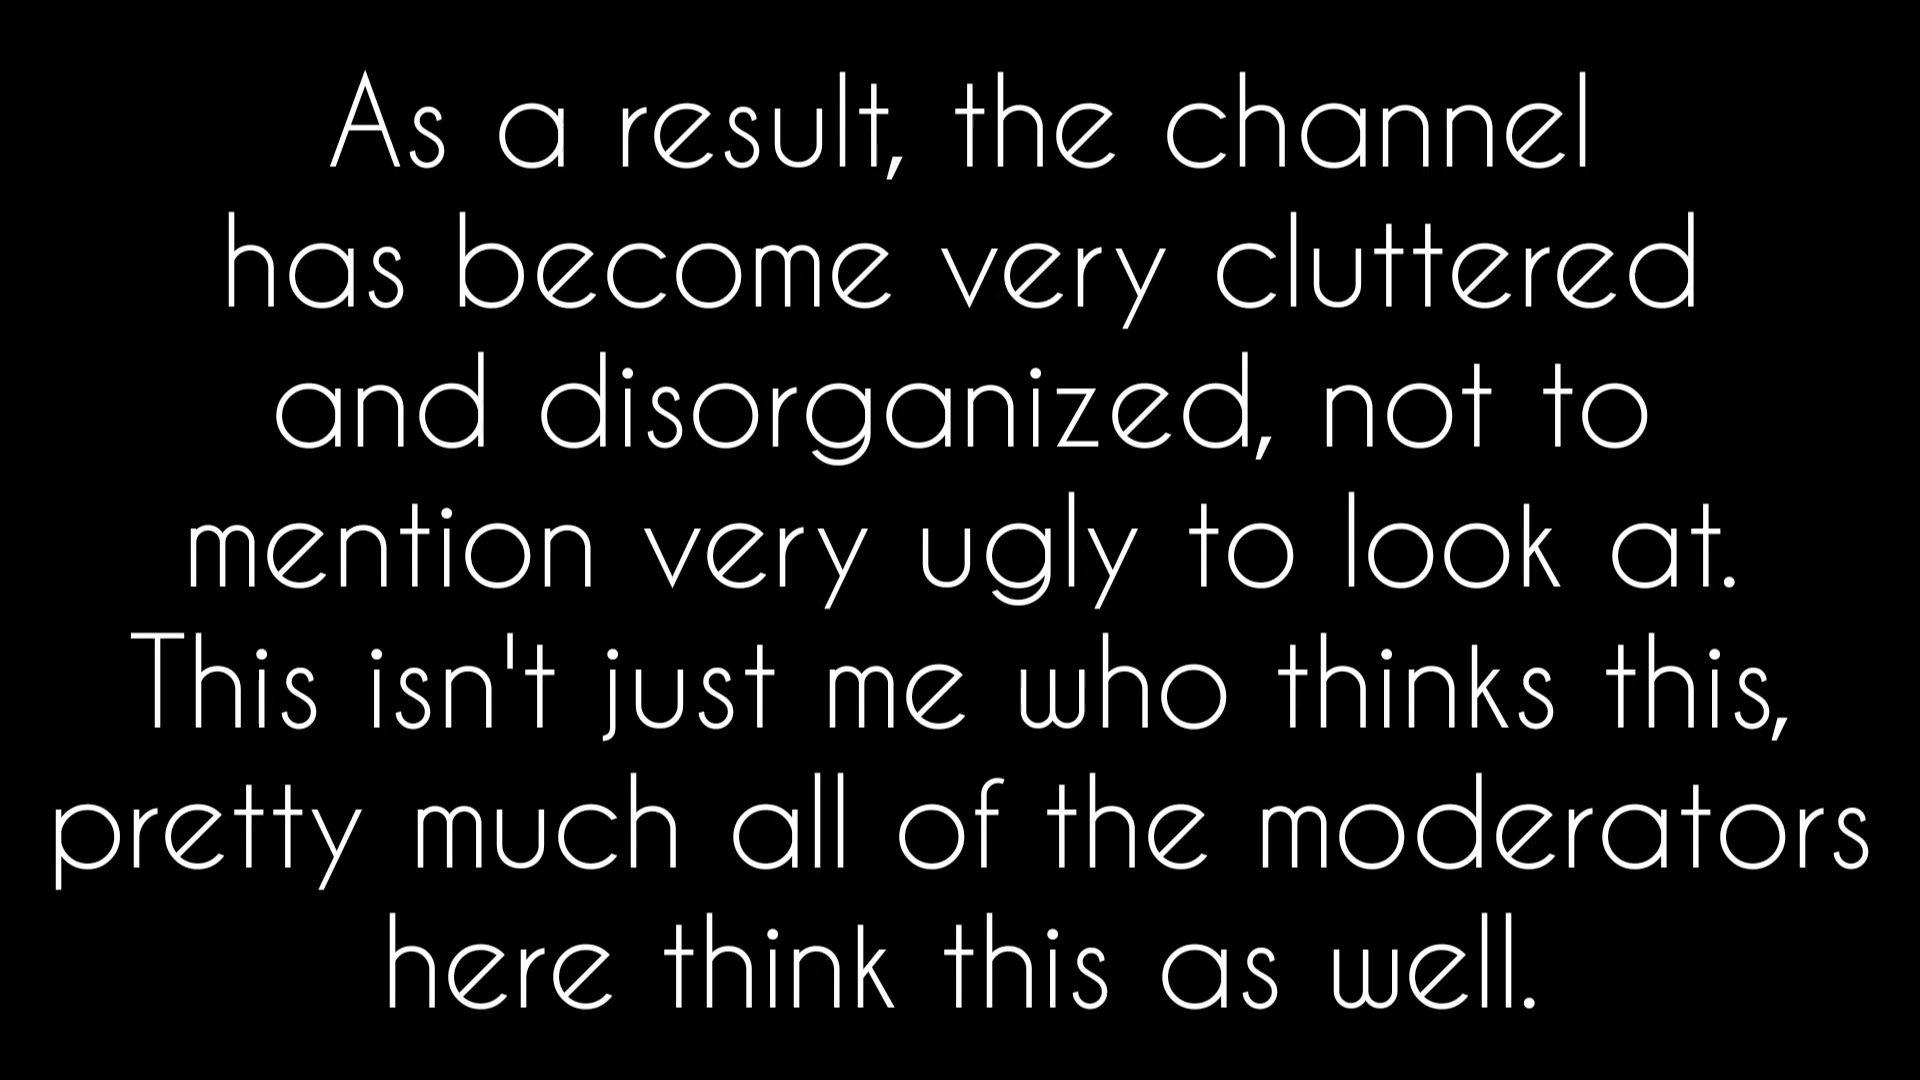 As a result, the channel
has become very cluttered
and disorganized, not to
mention very ugly to look at.
This isn't just me who thinks this,
pretty much all of the moderators
here think this as well.